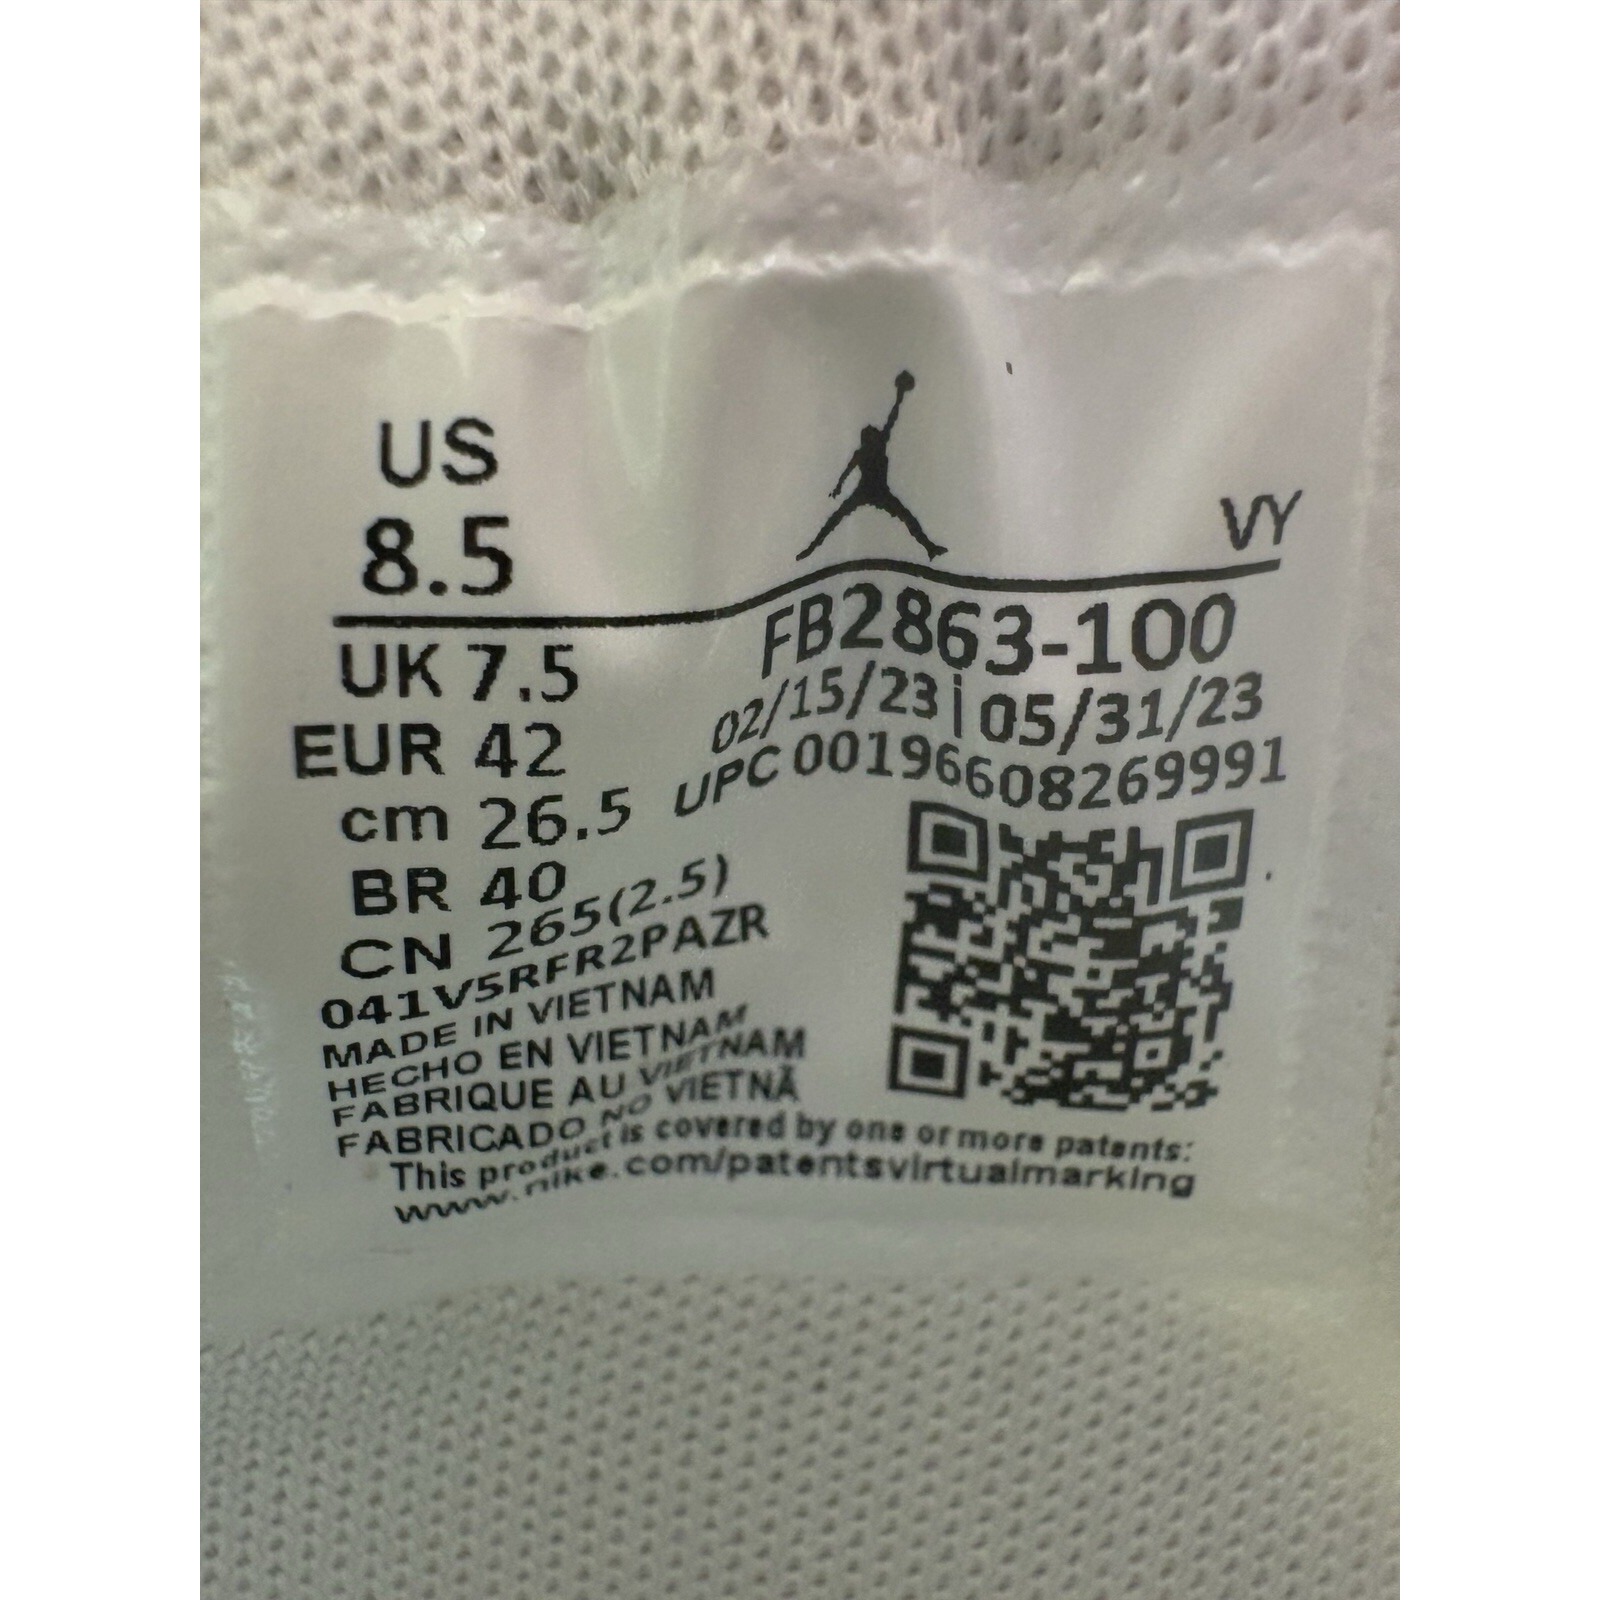 US
8.5
VY
UK 7.5
EUR 42
cm 26.5
BR 40
CN 265(2.5)
FB2863-100
02/15/23 | 05/31/23
UPC 00196608269991
041V5RFR2PAZR
MADE IN VIETNAM
HECHO EN VIETNAM
FABRIQUE AU VIETNAM
FABRICADO NO VIETNÃ
This product is covered by one or more patents:
www.nike.com/patentsvirtualmarking